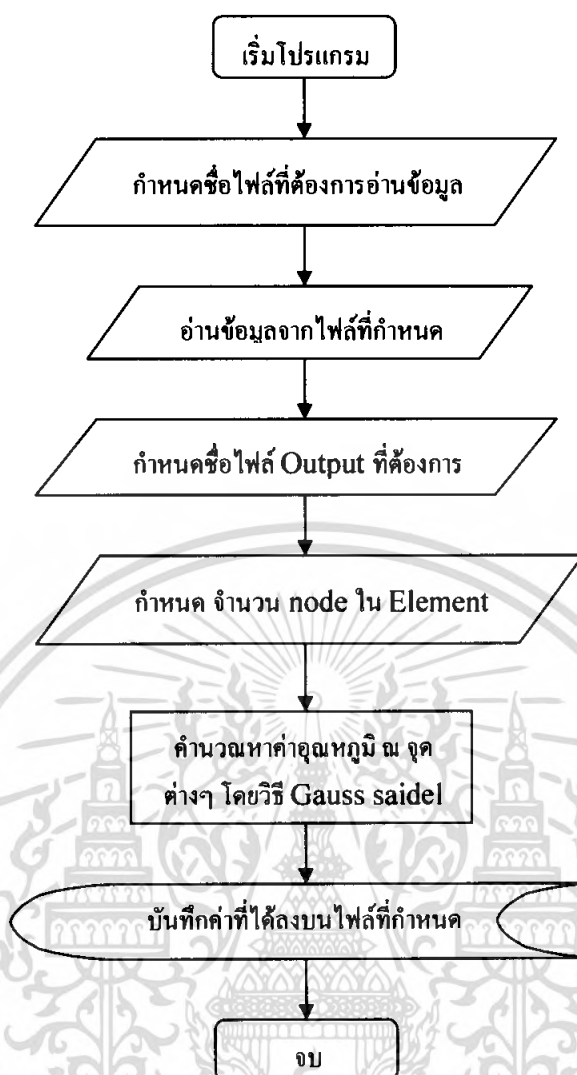 เริ่มโปรแกรม
กำหนดชื่อไฟล์ที่ต้องการอ่านข้อมูล
อ่านข้อมูลจากไฟล์ที่กำหนด
กำหนดชื่อไฟล์ Output ที่ต้องการ
กำหนด จำนวน node ใน Element
คำนวณหาค่าอุณหภูมิ ณ จุด
ต่างๆ โดยวิธี Gauss saidel
บันทึกค่าที่ได้ลงบนไฟล์ที่กำหนด
จบ